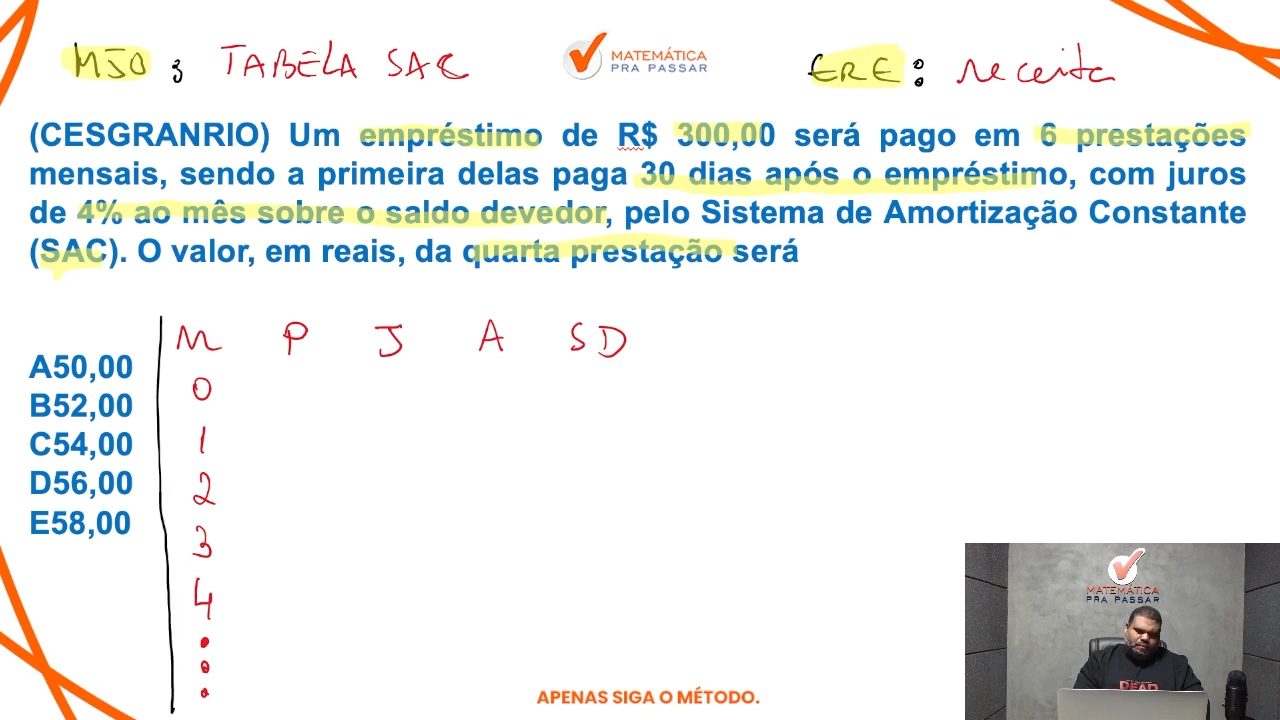 MJO : TABELA SAC
MATEMÁTICA
PRA PASSAR
ERE : receita
(CESGRANRIO) Um empréstimo de R$ 300,00 será pago em 6 prestações
mensais, sendo a primeira delas paga 30 dias após o empréstimo, com juros
de 4% ao mês sobre o saldo devedor, pelo Sistema de Amortização Constante
(SAC). O valor, em reais, da quarta prestação será
M P J A SD
A50,00
0
B52,00
1
C54,00
2
D56,00
E58,00
3
4
MATEMÁTICA
PRA PASSAR
DEAD
APENAS SIGA O MÉTODO.